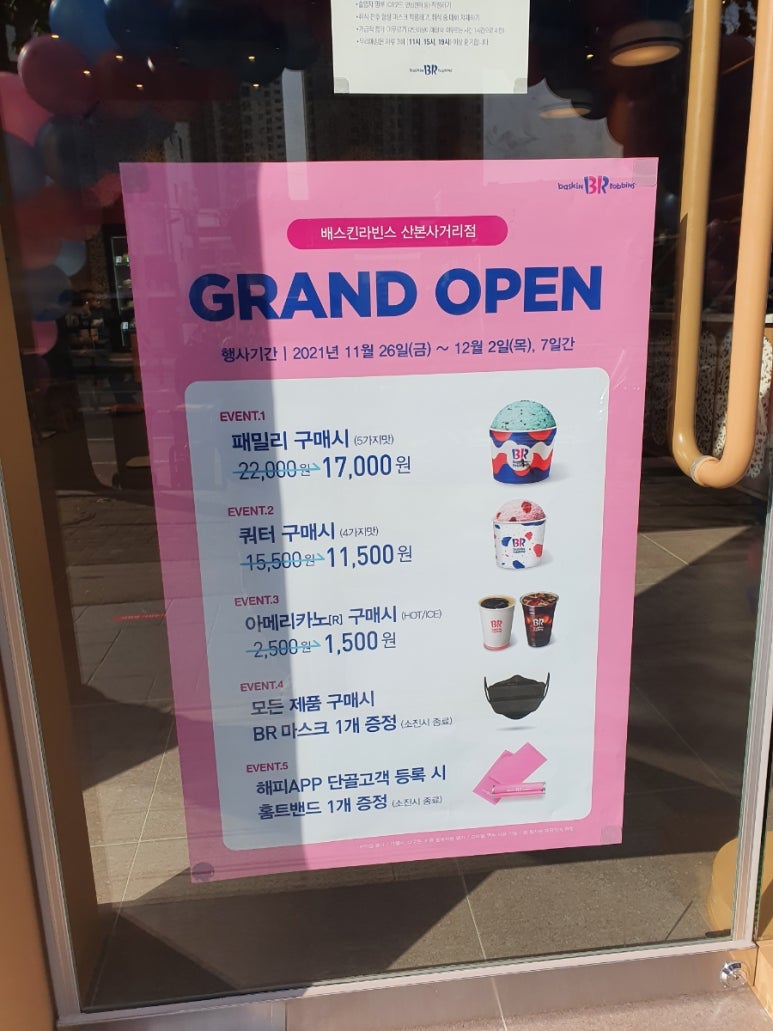 baskin BR robbins
baskin BR robbins
배스킨라빈스 산본사거리점
GRAND OPEN
행사기간 | 2021년 11월 26일(금) ~ 12월 2일(목), 7일간
EVENT.1
패밀리 구매시 (5가지맛)
22,000원 17,000원
EVENT.2
쿼터 구매시 (4가지맛)
15,500원 11,500원
EVENT.3
아메리카노[R] 구매시 (HOT/ICE)
2,500원 1,500원
EVENT.4
모든 제품 구매시
BR 마스크 1개 증정 (소진시 종료)
EVENT.5
해피APP 단골고객 등록 시
홈트밴드 1개 증정 (소진시 종료)
BR
BR
BR
BR